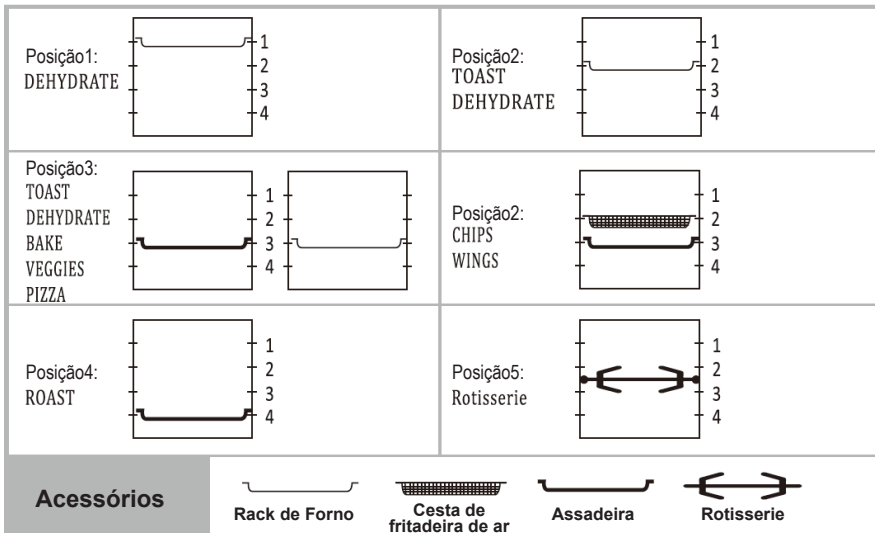 Posição1:
DEHYDRATE
1
2
3
4
Posição2:
TOAST
DEHYDRATE
1
2
3
4
Posição3:
TOAST
DEHYDRATE
BAKE
VEGGIES
PIZZA
1
2
3
4
Posição2:
CHIPS
WINGS
1
2
3
4
Posição4:
ROAST
1
2
3
4
Posição5:
Rotisserie
1
2
3
4
Acessórios
Rack de Forno
Cesta de
fritadeira de ar
Assadeira
Rotisserie